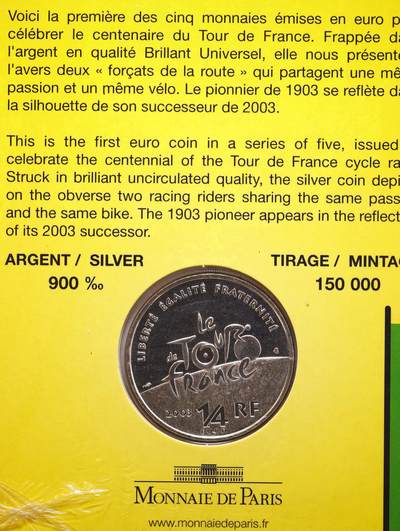 Voici la première des cinq monnaies émises en euro p
célébrer le centenaire du Tour de France. Frappée da
l'argent en qualité Brillant Universel, elle nous présente
l'avers deux « forçats de la route » qui partagent une mê
passion et un même vélo. Le pionnier de 1903 se reflète da
la silhouette de son successeur de 2003.
This is the first euro coin in a series of five, issued
celebrate the centennial of the Tour de France cycle ra
Struck in brilliant uncirculated quality, the silver coin depi
on the obverse two racing riders sharing the same pass
and the same bike. The 1903 pioneer appears in the reflect
of its 2003 successor.
ARGENT / SILVER
900 ‰
TIRAGE / MINTAG
150 000
LIBERTÉ ÉGALITÉ FRATERNITÉ
le
de TOUR
france
2003 1/4 RF
MONNAIE DE PARIS
www.monnaiedeparis.fr